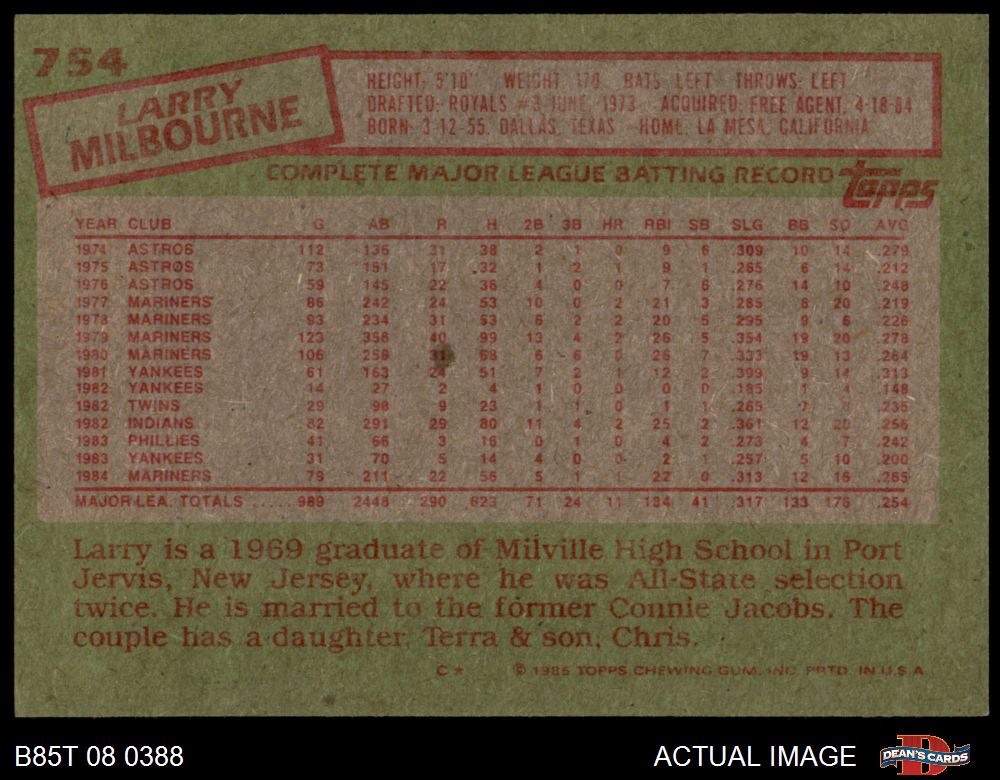 754
LARRY
MILBOURNE
HEIGHT: 5'10" WEIGHT: 170 BATS: LEFT THROWS: LEFT
DRAFTED: ROYALS #3-JUNE, 1973 ACQUIRED: FREE AGENT, 4-18-84
BORN: 3-12-55, DALLAS, TEXAS HOME: LA MESA, CALIFORNIA
COMPLETE MAJOR LEAGUE BATTING RECORD topps
YEAR CLUB G AB R H 2B 3B HR RBI SB SLG BB SO AVG
1974 ASTROS 112 136 31 38 2 1 0 9 6 .309 10 14 .279
1975 ASTROS 73 151 17 32 1 2 1 9 1 .265 6 14 .212
1976 ASTROS 59 145 22 36 4 0 0 7 6 .276 14 10 .248
1977 MARINERS 86 242 24 53 10 0 2 21 3 .285 6 20 .219
1978 MARINERS 93 234 31 53 6 2 2 20 5 .295 9 6 .226
1979 MARINERS 123 356 40 99 13 4 2 26 5 .354 19 20 .278
1980 MARINERS 106 258 31 68 6 6 0 26 7 .333 19 13 .264
1981 YANKEES 61 163 24 51 7 2 1 12 2 .399 9 14 .313
1982 YANKEES 14 27 2 4 1 0 0 0 0 .185 1 4 .148
1982 TWINS 29 98 9 23 1 1 0 1 1 .265 7 8 .235
1982 INDIANS 82 291 29 80 11 4 2 25 2 .361 12 20 .256
1983 PHILLIES 41 66 3 16 0 1 0 4 2 .273 4 7 .242
1983 YANKEES 31 70 5 14 4 0 0 2 1 .257 5 10 .200
1984 MARINERS 79 211 22 56 5 1 1 22 0 .313 12 16 .265
MAJOR LEA. TOTALS ..... 989 2448 290 623 71 24 11 184 41 .317 133 176 .254
Larry is a 1969 graduate of Milville High School in Port
Jervis, New Jersey, where he was All-State selection
twice. He is married to the former Connie Jacobs. The
couple has a daughter, Terra & son, Chris.
C* © 1985 TOPPS CHEWING GUM, INC. PRTD. IN U.S.A.
B85T 08 0388 ACTUAL IMAGE DEAN'S CARDS